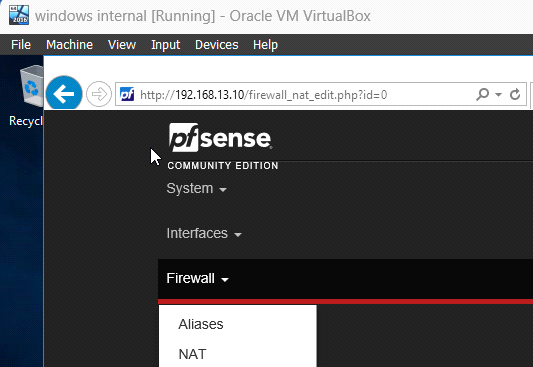 windows internal [Running] - Oracle VM VirtualBox
File Machine View Input Devices Help
http://192.168.13.10/firewall_nat_edit.php?id=0
Recycl
pfsense
COMMUNITY EDITION
System
Interfaces
Firewall
Aliases
NAT